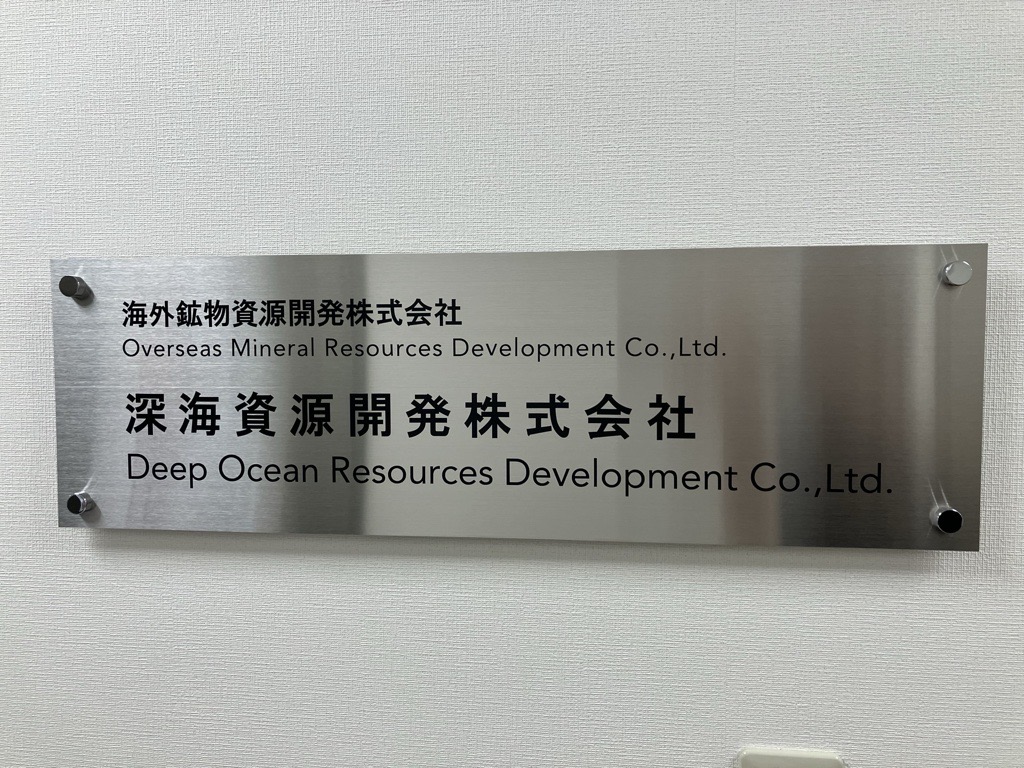 海外鉱物資源開発株式会社
Overseas Mineral Resources Development Co.,Ltd.
深海資源開発株式会社
Deep Ocean Resources Development Co.,Ltd.